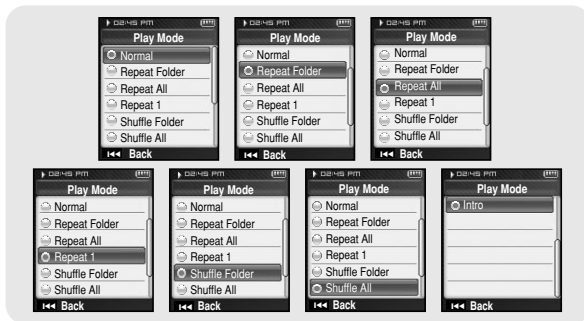 02:45 PM
Play Mode
Normal
Repeat Folder
Repeat All
Repeat 1
Shuffle Folder
Shuffle All
Back
02:45 PM
Play Mode
Normal
Repeat Folder
Repeat All
Repeat 1
Shuffle Folder
Shuffle All
Back
02:45 PM
Play Mode
Normal
Repeat Folder
Repeat All
Repeat 1
Shuffle Folder
Shuffle All
Back
02:45 PM
Play Mode
Normal
Repeat Folder
Repeat All
Repeat 1
Shuffle Folder
Shuffle All
Back
02:45 PM
Play Mode
Normal
Repeat Folder
Repeat All
Repeat 1
Shuffle Folder
Shuffle All
Back
02:45 PM
Play Mode
Normal
Repeat Folder
Repeat All
Repeat 1
Shuffle Folder
Shuffle All
Back
02:45 PM
Play Mode
Intro
Back